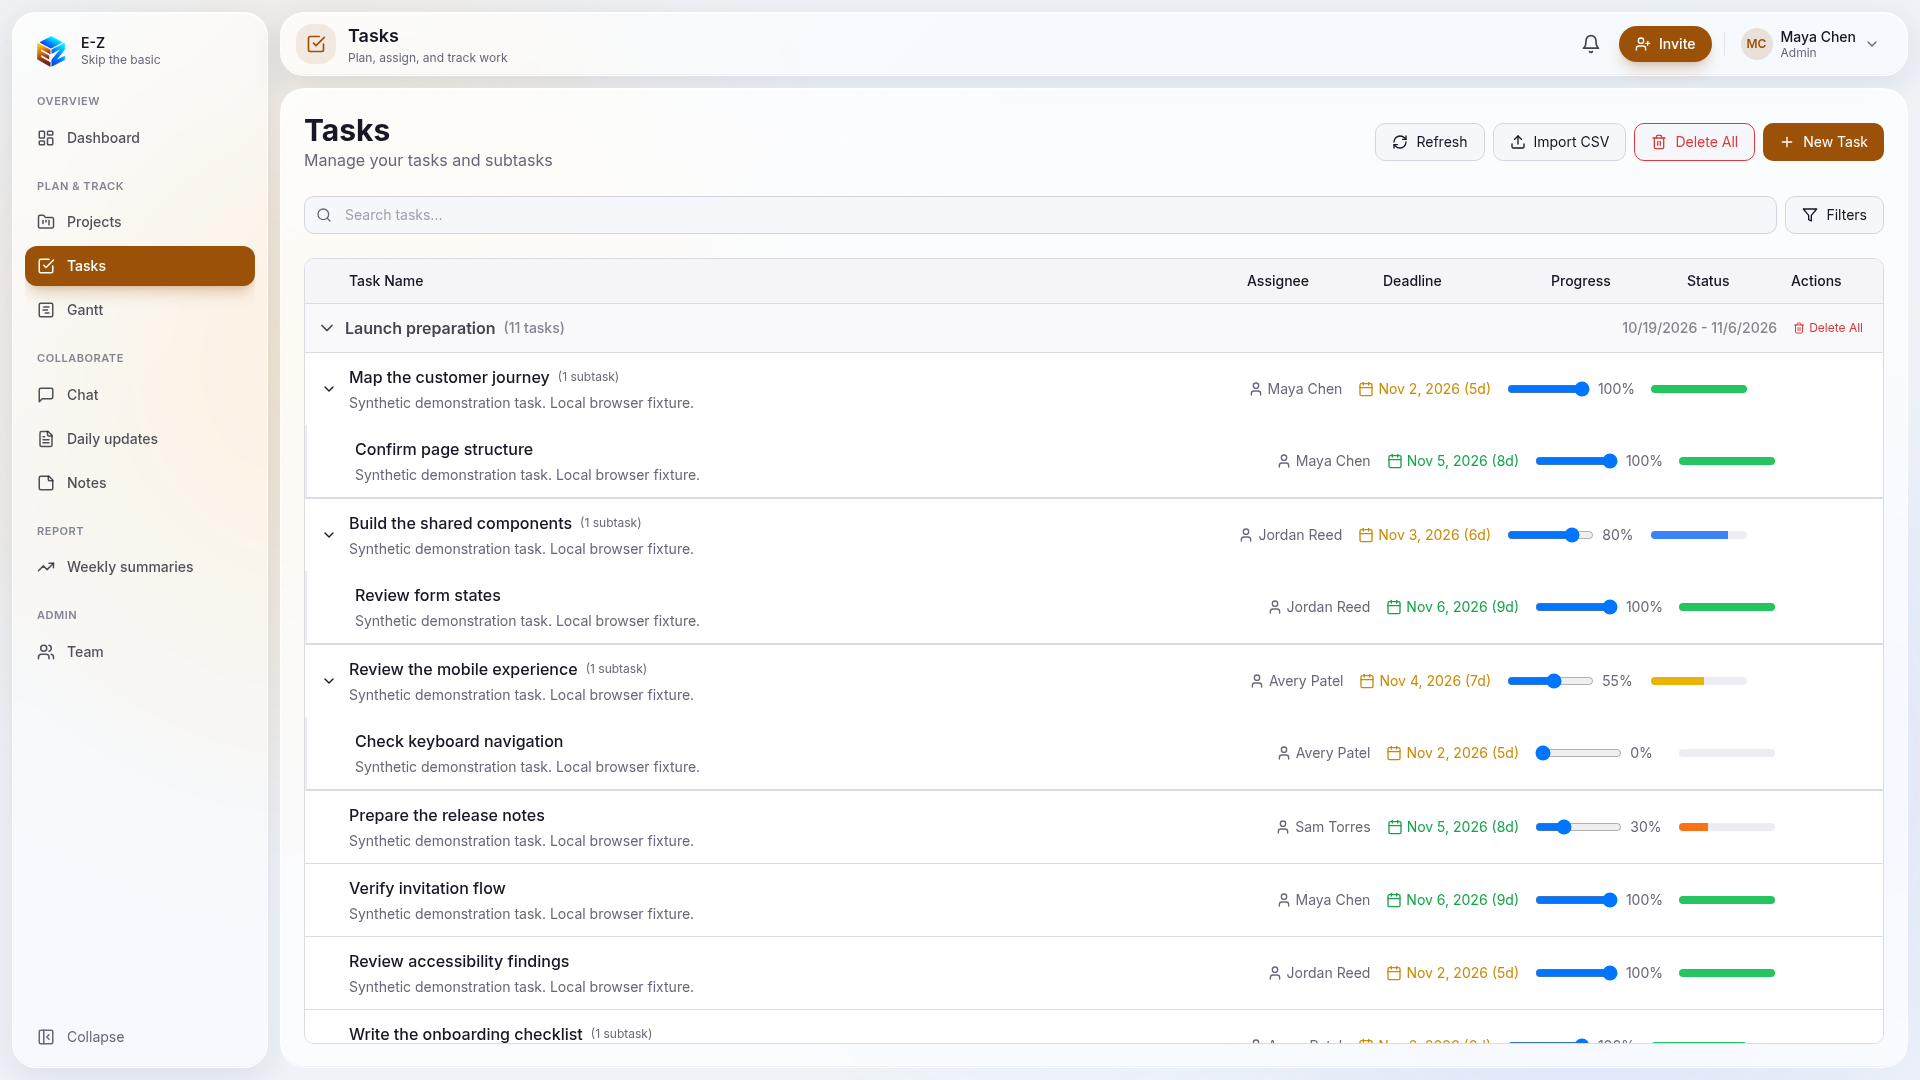 E-Z
Skip the basic
OVERVIEW
Dashboard
PLAN & TRACK
Projects
Tasks
Gantt
COLLABORATE
Chat
Daily updates
Notes
REPORT
Weekly summaries
ADMIN
Team
Collapse
Tasks
Plan, assign, and track work
Invite
MC
Maya Chen
Admin
Tasks
Manage your tasks and subtasks
Refresh
Import CSV
Delete All
New Task
Search tasks...
Filters
Task Name Assignee Deadline Progress Status Actions
Launch preparation (11 tasks) 10/19/2026 - 11/6/2026 Delete All
Map the customer journey (1 subtask)
Synthetic demonstration task. Local browser fixture.
Maya Chen Nov 2, 2026 (5d) 100%
Confirm page structure
Synthetic demonstration task. Local browser fixture.
Maya Chen Nov 5, 2026 (8d) 100%
Build the shared components (1 subtask)
Synthetic demonstration task. Local browser fixture.
Jordan Reed Nov 3, 2026 (6d) 80%
Review form states
Synthetic demonstration task. Local browser fixture.
Jordan Reed Nov 6, 2026 (9d) 100%
Review the mobile experience (1 subtask)
Synthetic demonstration task. Local browser fixture.
Avery Patel Nov 4, 2026 (7d) 55%
Check keyboard navigation
Synthetic demonstration task. Local browser fixture.
Avery Patel Nov 2, 2026 (5d) 0%
Prepare the release notes
Synthetic demonstration task. Local browser fixture.
Sam Torres Nov 5, 2026 (8d) 30%
Verify invitation flow
Synthetic demonstration task. Local browser fixture.
Maya Chen Nov 6, 2026 (9d) 100%
Review accessibility findings
Synthetic demonstration task. Local browser fixture.
Jordan Reed Nov 2, 2026 (5d) 100%
Write the onboarding checklist (1 subtask)